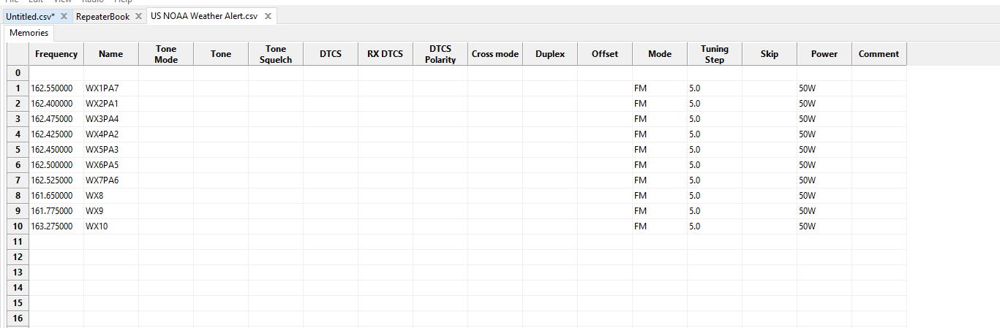 File Edit View Radio Help
Untitled.csv* RepeaterBook US NOAA Weather Alert.csv
Memories
Frequency Name Tone Mode Tone Tone Squelch DTCS RX DTCS DTCS Polarity Cross mode Duplex Offset Mode Tuning Step Skip Power Comment
0
1 162.550000 WX1PA7 FM 5.0 50W
2 162.400000 WX2PA1 FM 5.0 50W
3 162.475000 WX3PA4 FM 5.0 50W
4 162.425000 WX4PA2 FM 5.0 50W
5 162.450000 WX5PA3 FM 5.0 50W
6 162.500000 WX6PA5 FM 5.0 50W
7 162.525000 WX7PA6 FM 5.0 50W
8 161.650000 WX8 FM 5.0 50W
9 161.775000 WX9 FM 5.0 50W
10 163.275000 WX10 FM 5.0 50W
11
12
13
14
15
16